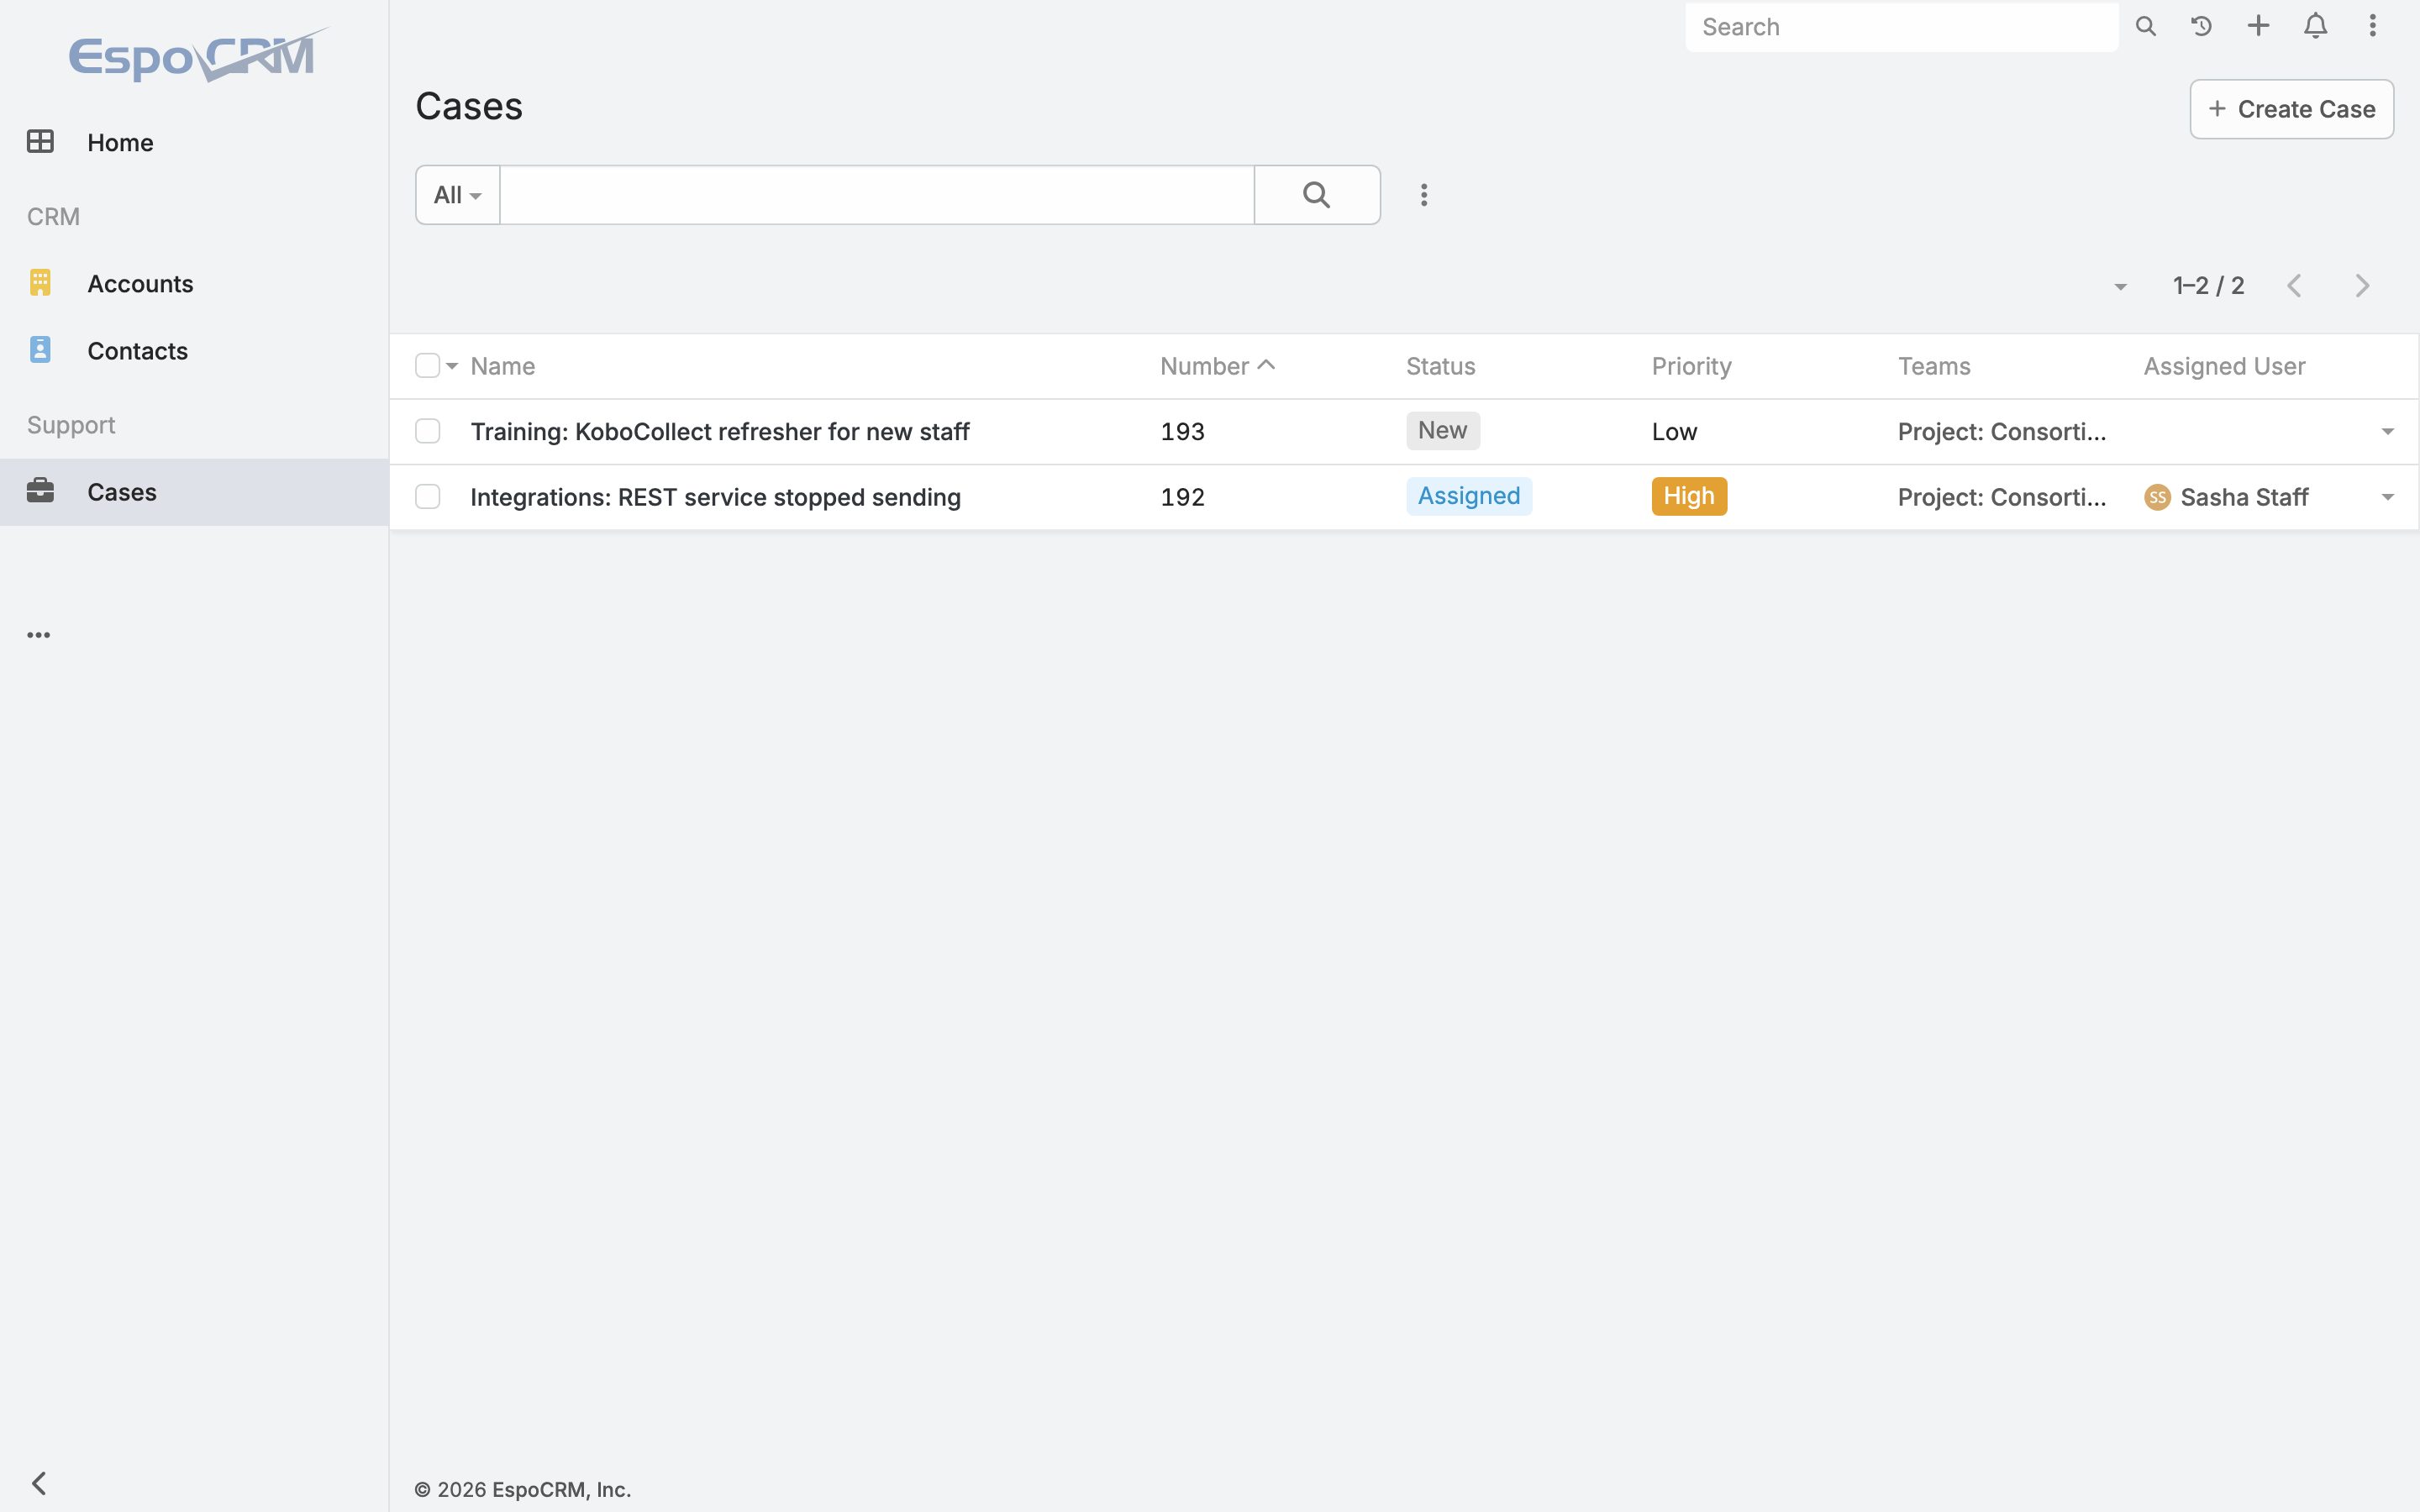 EspoCRM
Search
Home
CRM
Accounts
Contacts
Support
Cases
Cases
+ Create Case
All
1–2 / 2
Name Number Status Priority Teams Assigned User
Training: KoboCollect refresher for new staff 193 New Low Project: Consorti...
Integrations: REST service stopped sending 192 Assigned High Project: Consorti... SS Sasha Staff
© 2026 EspoCRM, Inc.